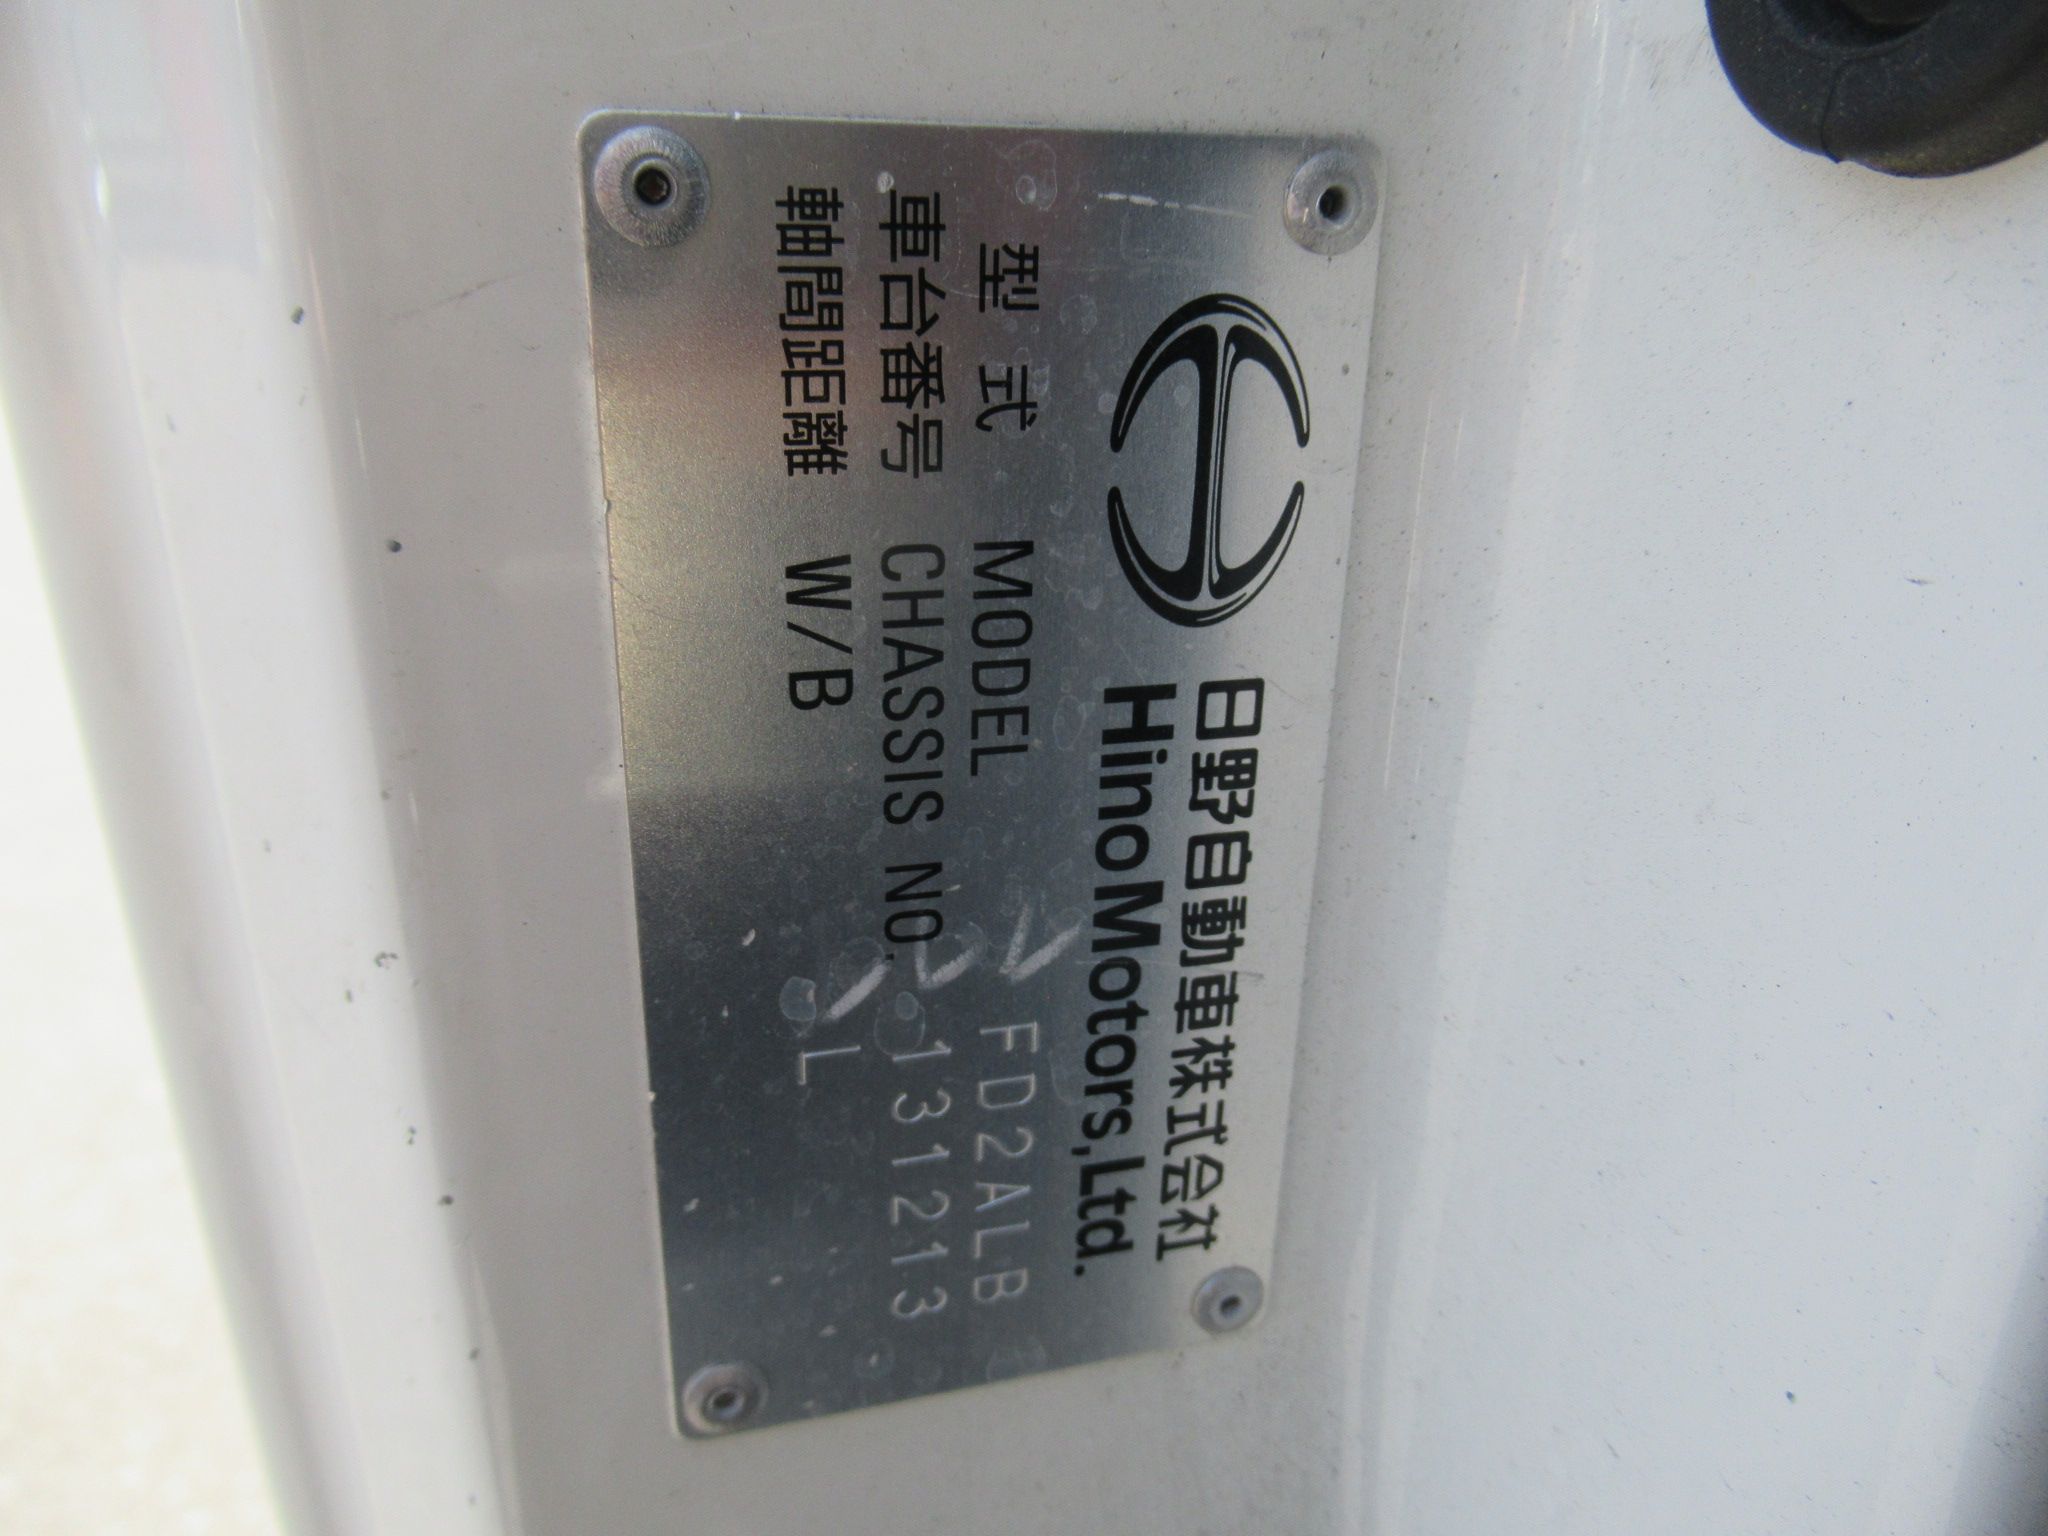 日野自動車株式会社
Hino Motors, Ltd.
型式 MODEL FD2ALB
車台番号 CHASSIS NO. 131213
軸間距離 W/B L